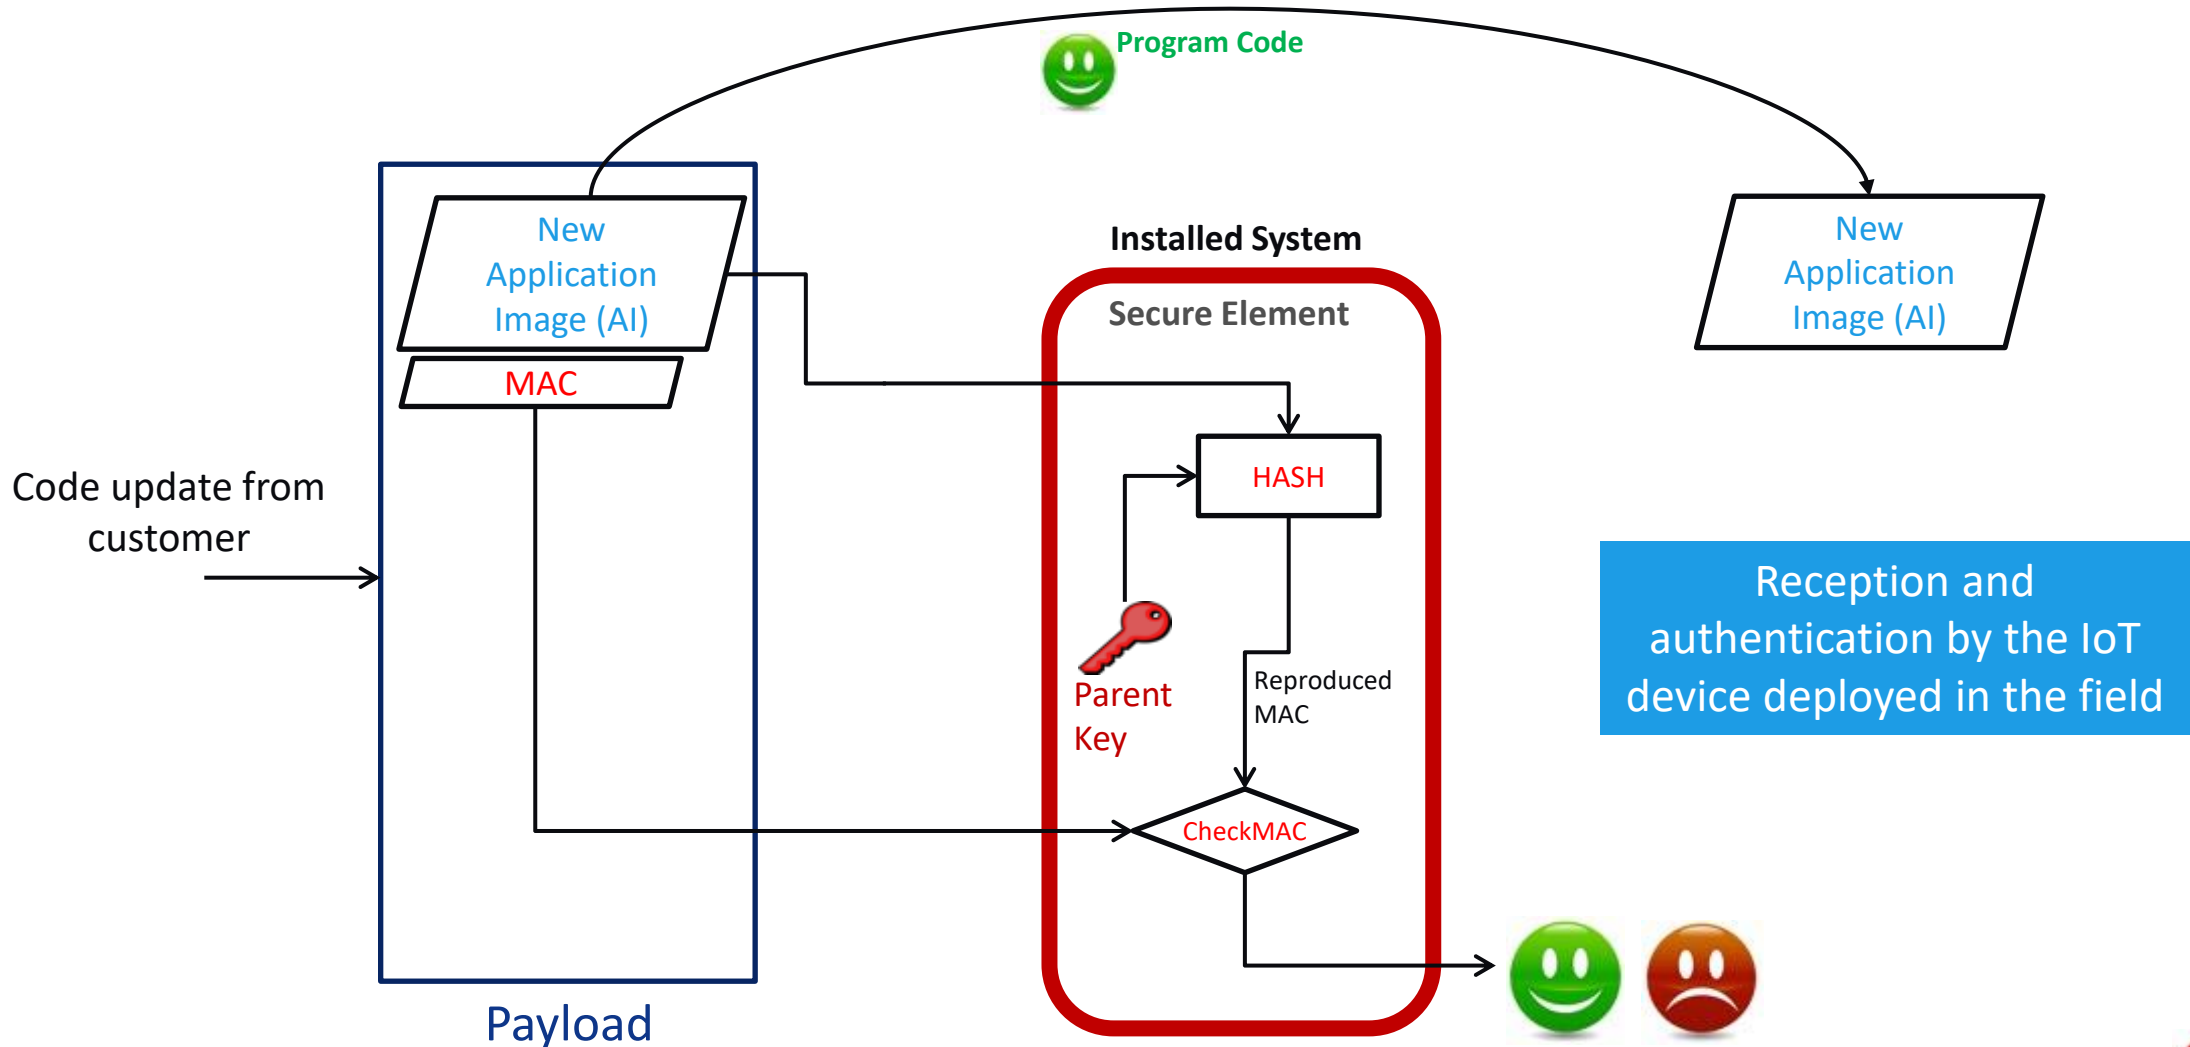 Program Code
New
Application
Image (AI)
MAC
Code update from
customer
Payload
Installed System
Secure Element
HASH
Parent
Key
Reproduced
MAC
CheckMAC
New
Application
Image (AI)
Reception and
authentication by the IoT
device deployed in the field